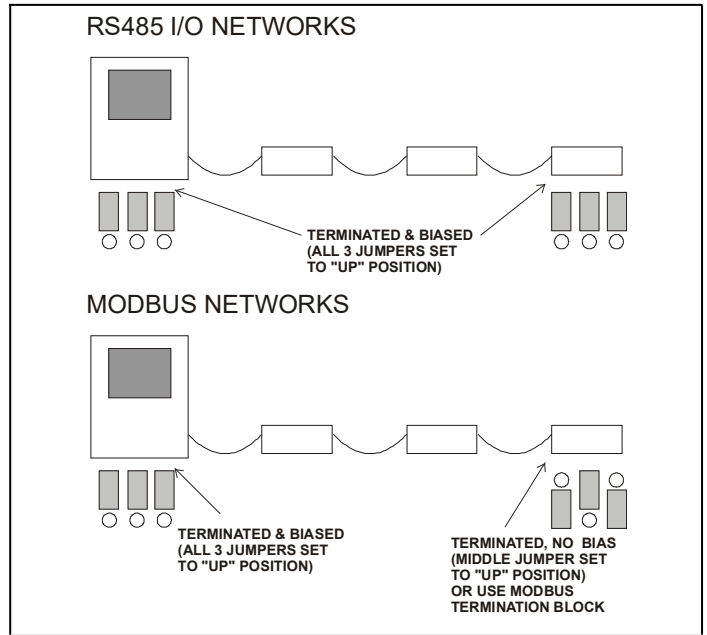 RS485 I/O NETWORKS
TERMINATED & BIASED
(ALL 3 JUMPERS SET
TO "UP" POSITION)
MODBUS NETWORKS
TERMINATED & BIASED
(ALL 3 JUMPERS SET
TO "UP" POSITION)
TERMINATED, NO BIAS
(MIDDLE JUMPER SET
TO "UP" POSITION)
OR USE MODBUS
TERMINATION BLOCK